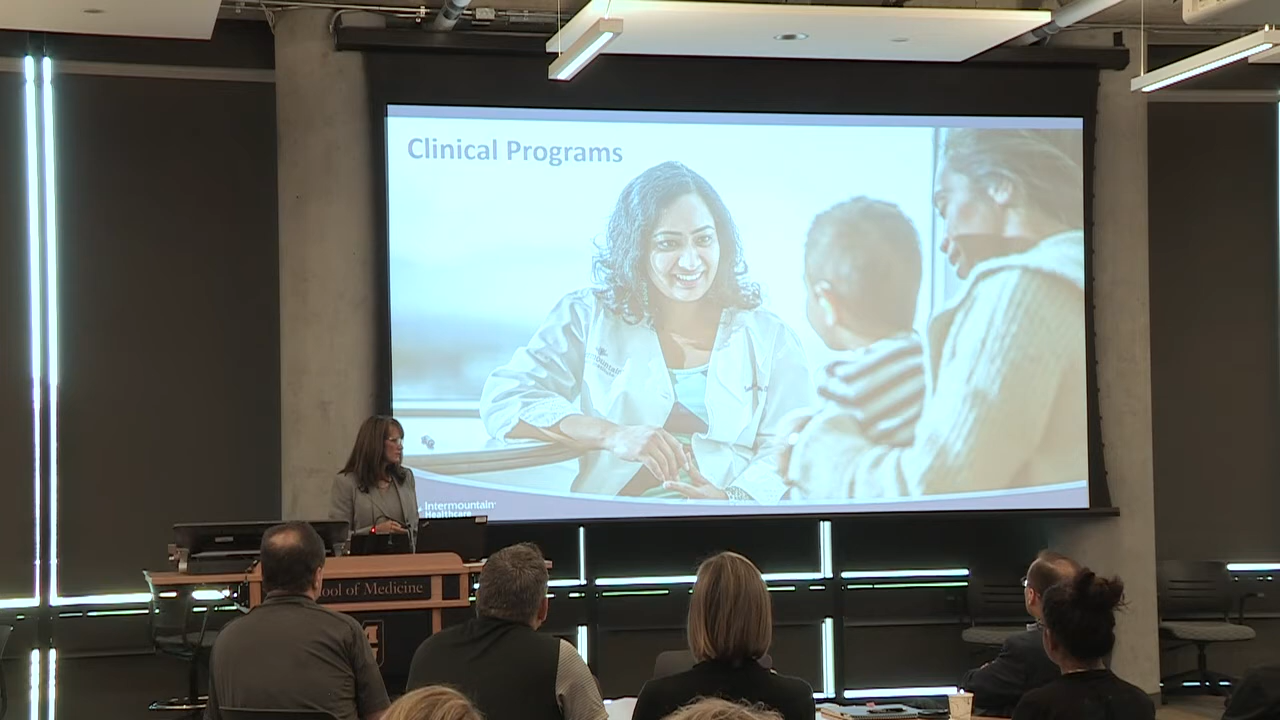 Clinical Programs
Intermountain
Healthcare
ool of Medicine